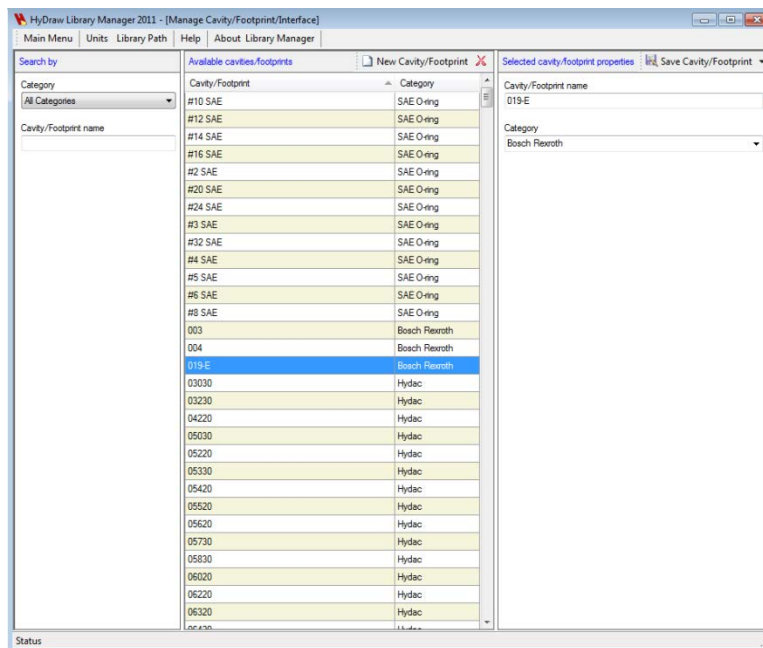 HyDraw Library Manager 2011 - [Manage Cavity/Footprint/Interface]
Main Menu Units Library Path Help About Library Manager
Search by
Category
All Categories
Cavity/Footprint name
Available cavities/footprints New Cavity/Footprint
Cavity/Footprint Category
#10 SAE SAE O-ring
#12 SAE SAE O-ring
#14 SAE SAE O-ring
#16 SAE SAE O-ring
#2 SAE SAE O-ring
#20 SAE SAE O-ring
#24 SAE SAE O-ring
#3 SAE SAE O-ring
#32 SAE SAE O-ring
#4 SAE SAE O-ring
#5 SAE SAE O-ring
#6 SAE SAE O-ring
#8 SAE SAE O-ring
003 Bosch Rexroth
004 Bosch Rexroth
019-E Bosch Rexroth
03030 Hydac
03230 Hydac
04220 Hydac
05030 Hydac
05220 Hydac
05330 Hydac
05420 Hydac
05520 Hydac
05620 Hydac
05730 Hydac
05830 Hydac
06020 Hydac
06220 Hydac
06320 Hydac
Selected cavity/footprint properties Save Cavity/Footprint
Cavity/Footprint name
019-E
Category
Bosch Rexroth
Status